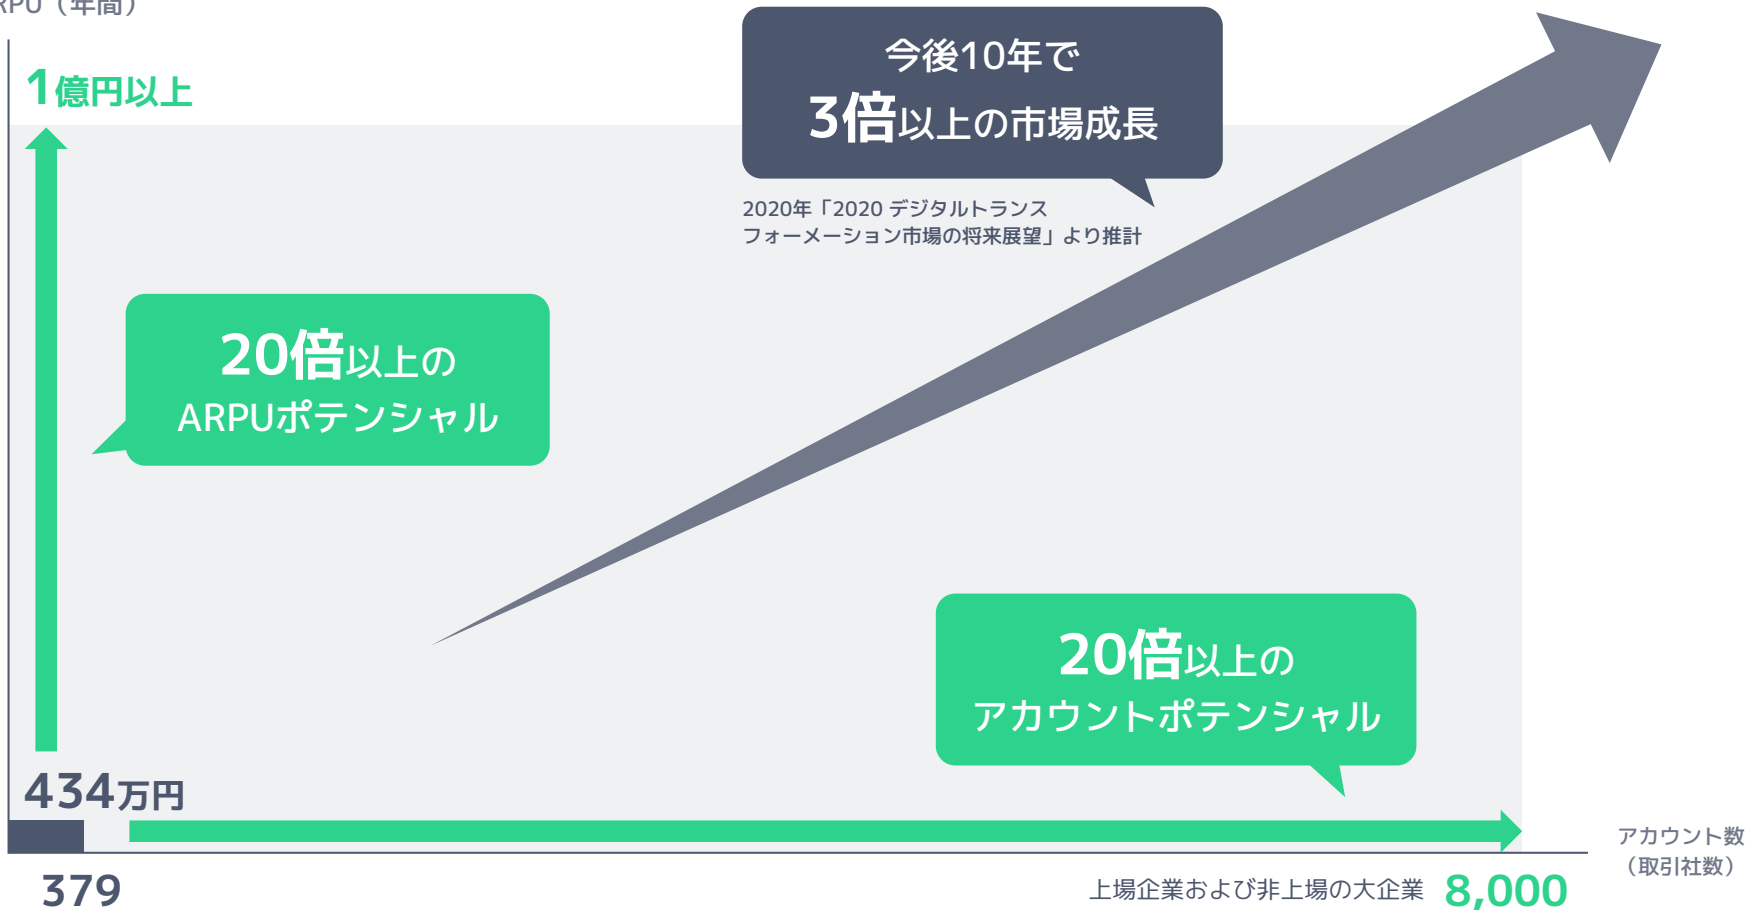 RPU（年間）
1億円以上
今後10年で
3倍以上の市場成長
2020年「2020 デジタルトランス
フォーメーション市場の将来展望」より推計
20倍以上の
ARPUポテンシャル
20倍以上の
アカウントポテンシャル
434万円
アカウント数
（取引社数）
379
上場企業および非上場の大企業 8,000